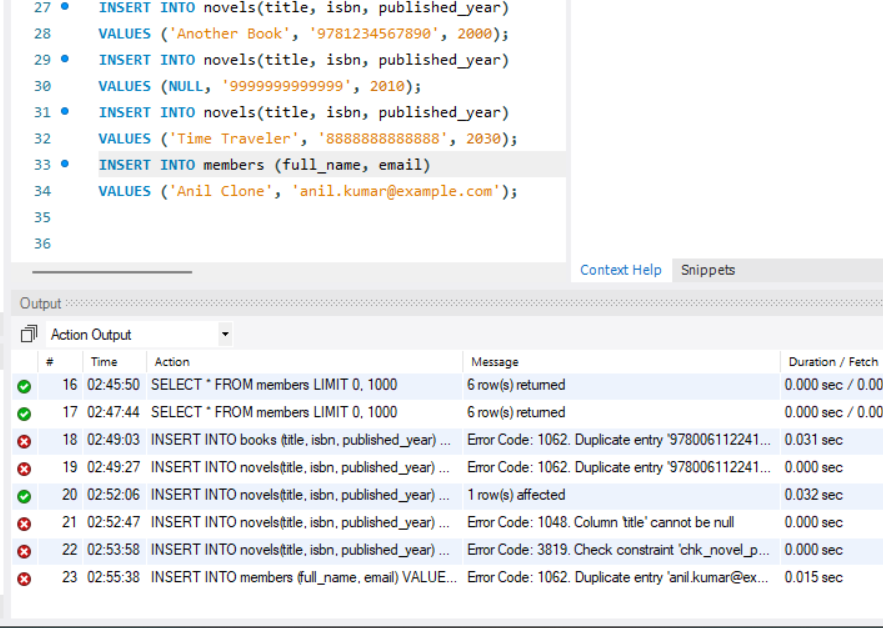 27 INSERT INTO novels(title, isbn, published_year)
28 VALUES ('Another Book', '9781234567890', 2000);
29 INSERT INTO novels(title, isbn, published_year)
30 VALUES (NULL, '9999999999999', 2010);
31 INSERT INTO novels(title, isbn, published_year)
32 VALUES ('Time Traveler', '8888888888888', 2030);
33 INSERT INTO members (full_name, email)
34 VALUES ('Anil Clone', 'anil.kumar@example.com');
35
36
Context Help Snippets
Output
Action Output
# Time Action Message Duration / Fetch
16 02:45:50 SELECT * FROM members LIMIT 0, 1000 6 row(s) returned 0.000 sec / 0.00
17 02:47:44 SELECT * FROM members LIMIT 0, 1000 6 row(s) returned 0.000 sec / 0.00
18 02:49:03 INSERT INTO books (title, isbn, published_year) ... Error Code: 1062. Duplicate entry '978006112241... 0.031 sec
19 02:49:27 INSERT INTO novels(title, isbn, published_year) ... Error Code: 1062. Duplicate entry '978006112241... 0.000 sec
20 02:52:06 INSERT INTO novels(title, isbn, published_year) ... 1 row(s) affected 0.032 sec
21 02:52:47 INSERT INTO novels(title, isbn, published_year) ... Error Code: 1048. Column 'title' cannot be null 0.000 sec
22 02:53:58 INSERT INTO novels(title, isbn, published_year) ... Error Code: 3819. Check constraint 'chk_novel_p... 0.000 sec
23 02:55:38 INSERT INTO members (full_name, email) VALUE... Error Code: 1062. Duplicate entry 'anil.kumar@ex... 0.015 sec